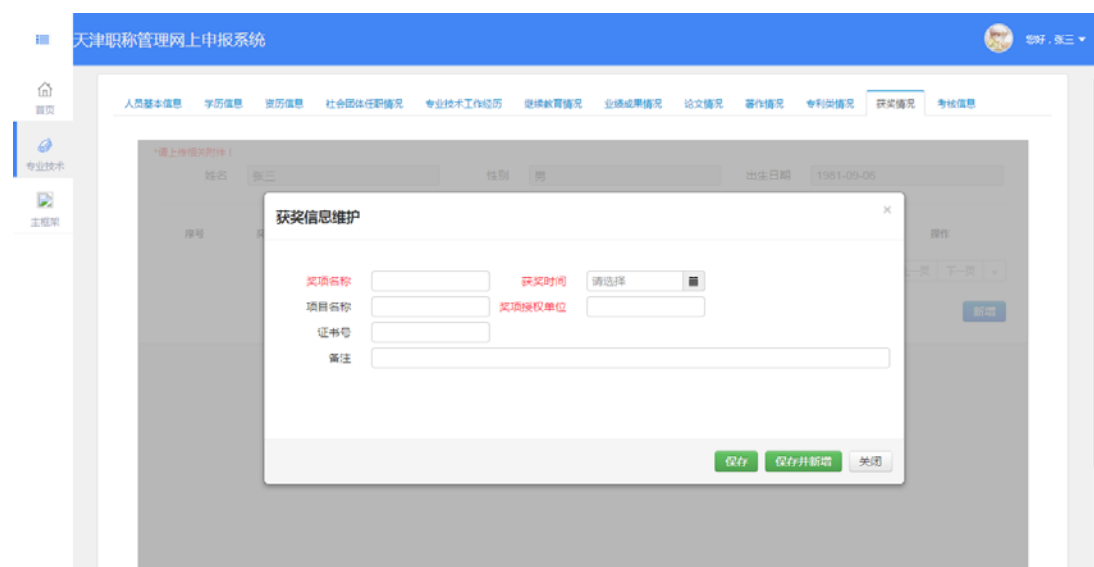 天津职称管理网上申报系统
您好，张三
首页
专业技术
主框架
人员基本信息 学历信息 资历信息 社会团体任职情况 专业技术工作经历 继续教育情况 业绩成果情况 论文情况 著作情况 专利类情况 获奖情况 考核信息
*请上传相关附件！
姓名 张三 性别 男 出生日期 1981-09-06
序号 操作
下一页 »
新增
获奖信息维护 ×
奖项名称 获奖时间 请选择
项目名称 奖项授权单位
证书号
备注
保存 保存并新增 关闭